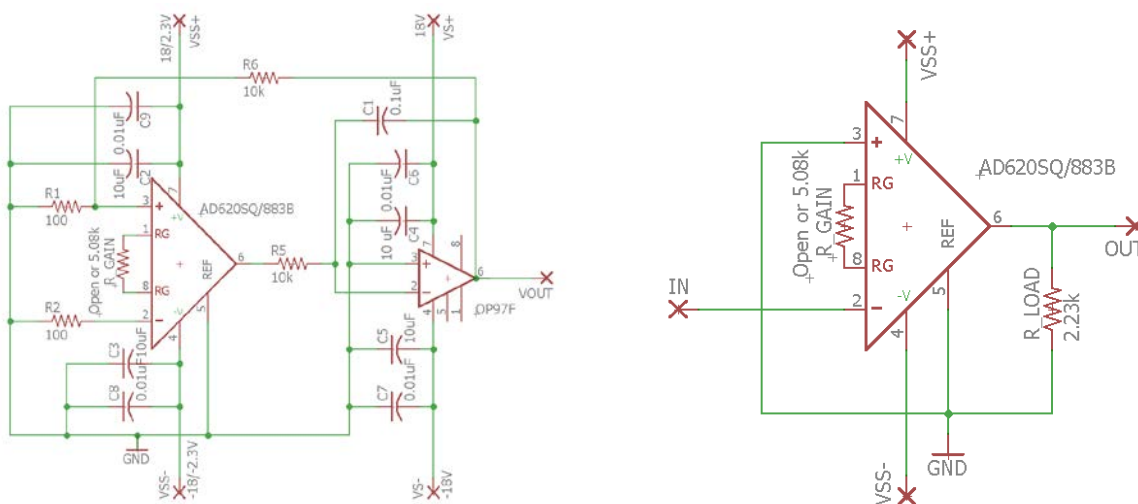 18/2.3V
VSS+
18V
VS+
R6
10k
C1
0.1uF
0.01uF
C9
10uF
C2
0.01uF
C6
10 uF
C4
R1
100
3
+
7
+V
AD620SQ/883B
1
RG
Open or 5.08k
R_GAIN
+
REF
6
R5
10k
8
RG
5
R2
100
2
-
-V
4
3
+
7
8
2
-
6
VOUT
OP97F
4
5
1
C3
10uF
C8
0.01uF
C5
10uF
C7
0.01uF
GND
VSS-
-18/-2.3V
VS-
-18V
VSS+
7
3
+
+V
AD620SQ/883B
1
RG
Open or 5.08k
R_GAIN
+
REF
6
OUT
8
RG
5
IN
2
-
-V
4
R_LOAD
2.23k
GND
VSS-